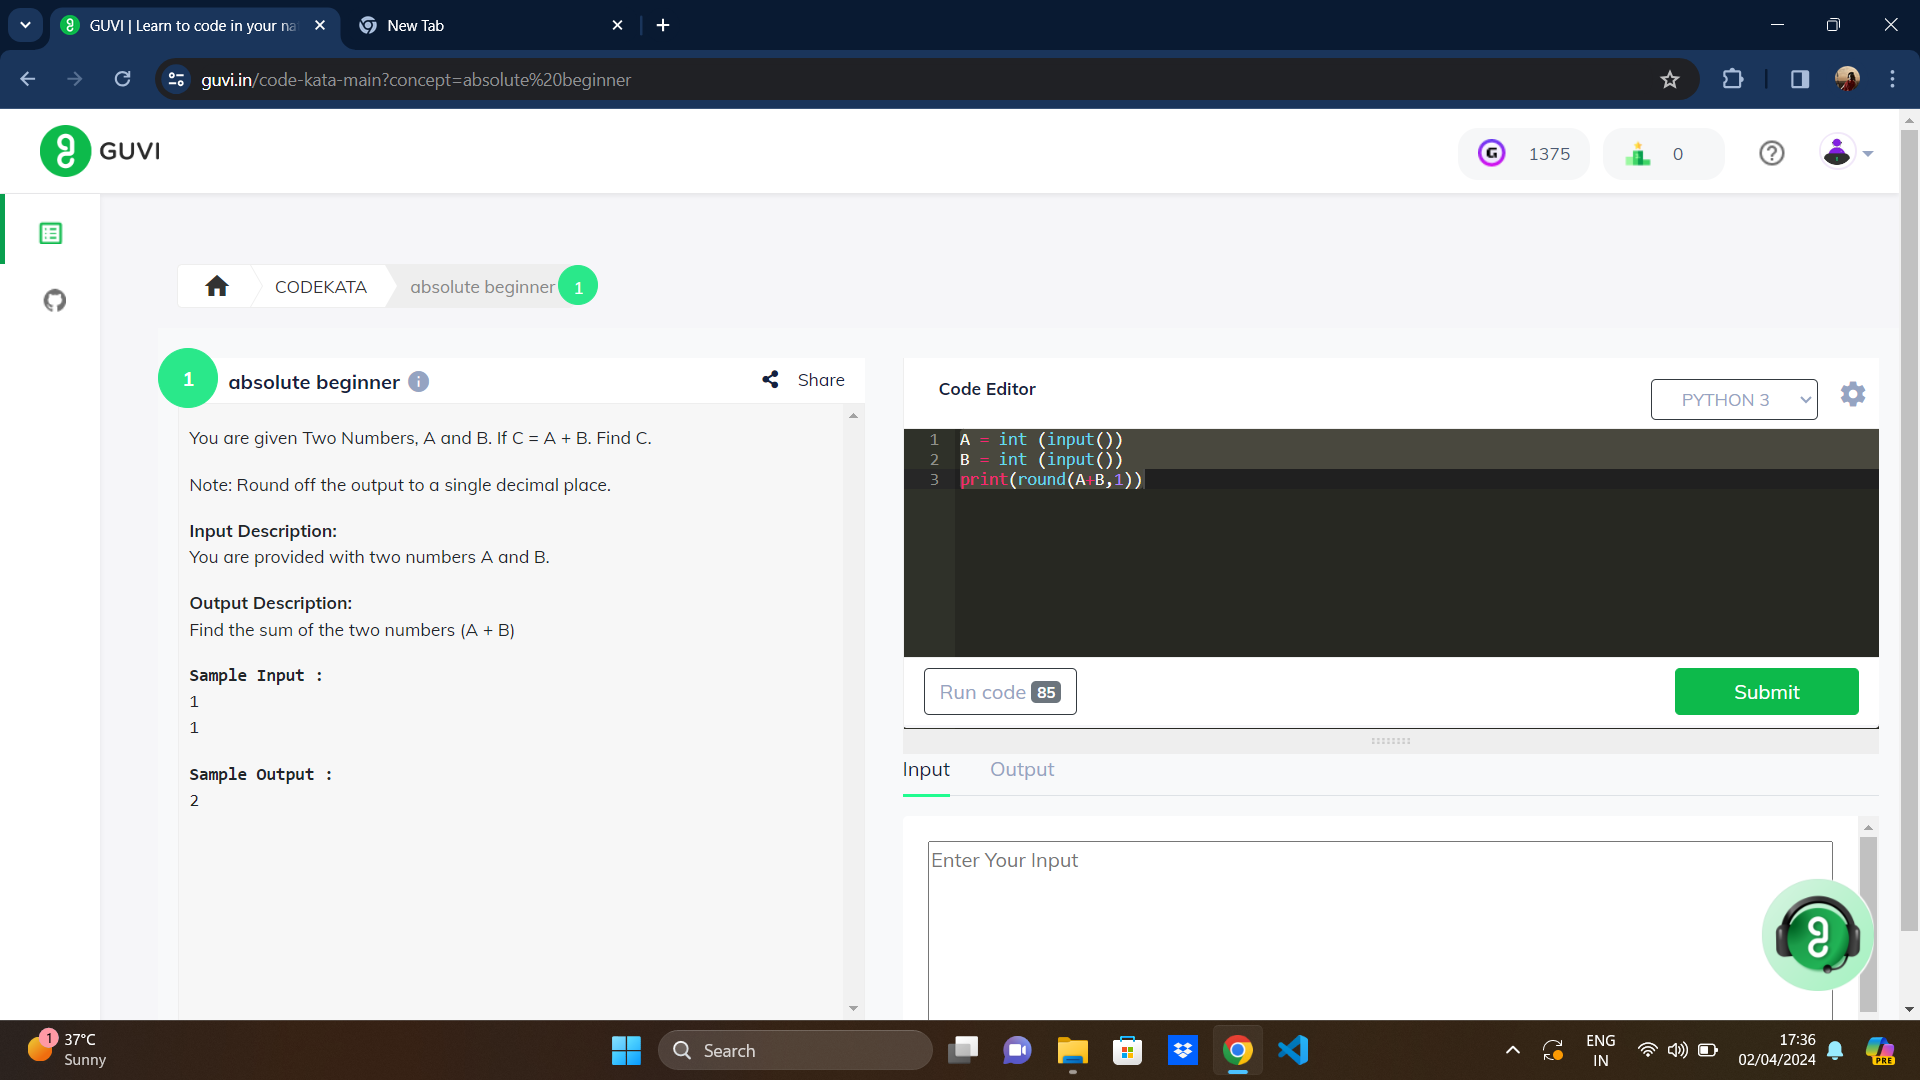 GUVI | Learn to code in your na
New Tab
guvi.in/code-kata-main?concept=absolute%20beginner
GUVI
G
1375
0
CODEKATA
absolute beginner
1
1
absolute beginner
Share
You are given Two Numbers, A and B. If C = A + B. Find C.
Note: Round off the output to a single decimal place.
Input Description:
You are provided with two numbers A and B.
Output Description:
Find the sum of the two numbers (A + B)
Sample Input :
1
1
Sample Output :
2
Code Editor
PYTHON 3
1 A = int (input())
2 B = int (input())
3 print(round(A+B,1))
Run code 85
Submit
Input
Output
Enter Your Input
1
37°C
Sunny
Search
ENG
IN
17:36
02/04/2024
PRE